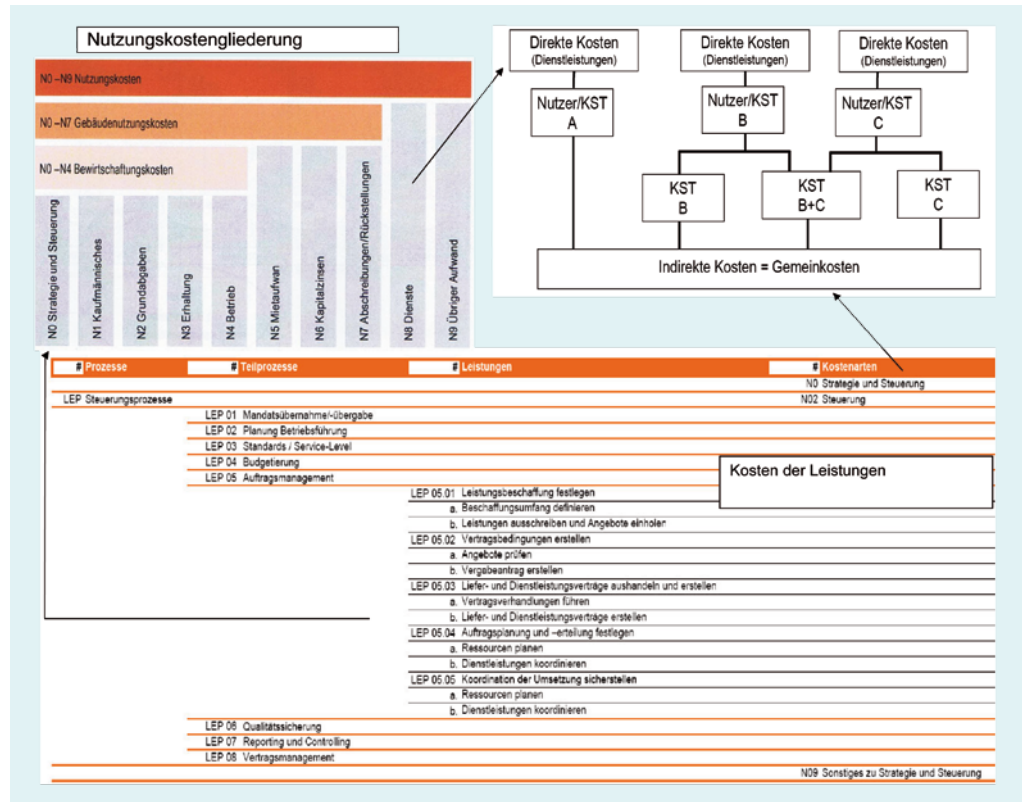 Nutzungskostengliederung
N0 –N9 Nutzungskosten
N0 –N7 Gebäudenutzungskosten
N0 –N4 Bewirtschaftungskosten
N0 Strategie und Steuerung
N1 Kaufmännisches
N2 Grundabgaben
N3 Erhaltung
N4 Betrieb
N5 Mietaufwan
N6 Kapitalzinsen
N7 Abschreibungen/Rückstellungen
N8 Dienste
N9 Übriger Aufwand
Direkte Kosten
(Dienstleistungen)
Direkte Kosten
(Dienstleistungen)
Direkte Kosten
(Dienstleistungen)
Nutzer/KST
A
Nutzer/KST
B
Nutzer/KST
C
KST
B
KST
B+C
KST
C
Indirekte Kosten = Gemeinkosten
# Prozesse # Teilprozesse # Leistungen # Kostenarten
N0 Strategie und Steuerung
LEP Steuerungsprozesse N02 Steuerung
LEP 01 Mandatsübernahme/-übergabe
LEP 02 Planung Betriebsführung
LEP 03 Standards / Service-Level
LEP 04 Budgetierung
LEP 05 Auftragsmanagement
Kosten der Leistungen
LEP 05.01 Leistungsbeschaffung festlegen
a. Beschaffungsumfang definieren
b. Leistungen ausschreiben und Angebote einholen
LEP 05.02 Vertragsbedingungen erstellen
a. Angebote prüfen
b. Vergabeantrag erstellen
LEP 05.03 Liefer- und Dienstleistungsverträge aushandeln und erstellen
a. Vertragsverhandlungen führen
b. Liefer- und Dienstleistungsverträge erstellen
LEP 05.04 Auftragsplanung und –erteilung festlegen
a. Ressourcen planen
b. Dienstleistungen koordinieren
LEP 05.05 Koordination der Umsetzung sicherstellen
a. Ressourcen planen
b. Dienstleistungen koordinieren
LEP 06 Qualitätssicherung
LEP 07 Reporting und Controlling
LEP 08 Vertragsmanagement
N09 Sonstiges zu Strategie und Steuerung